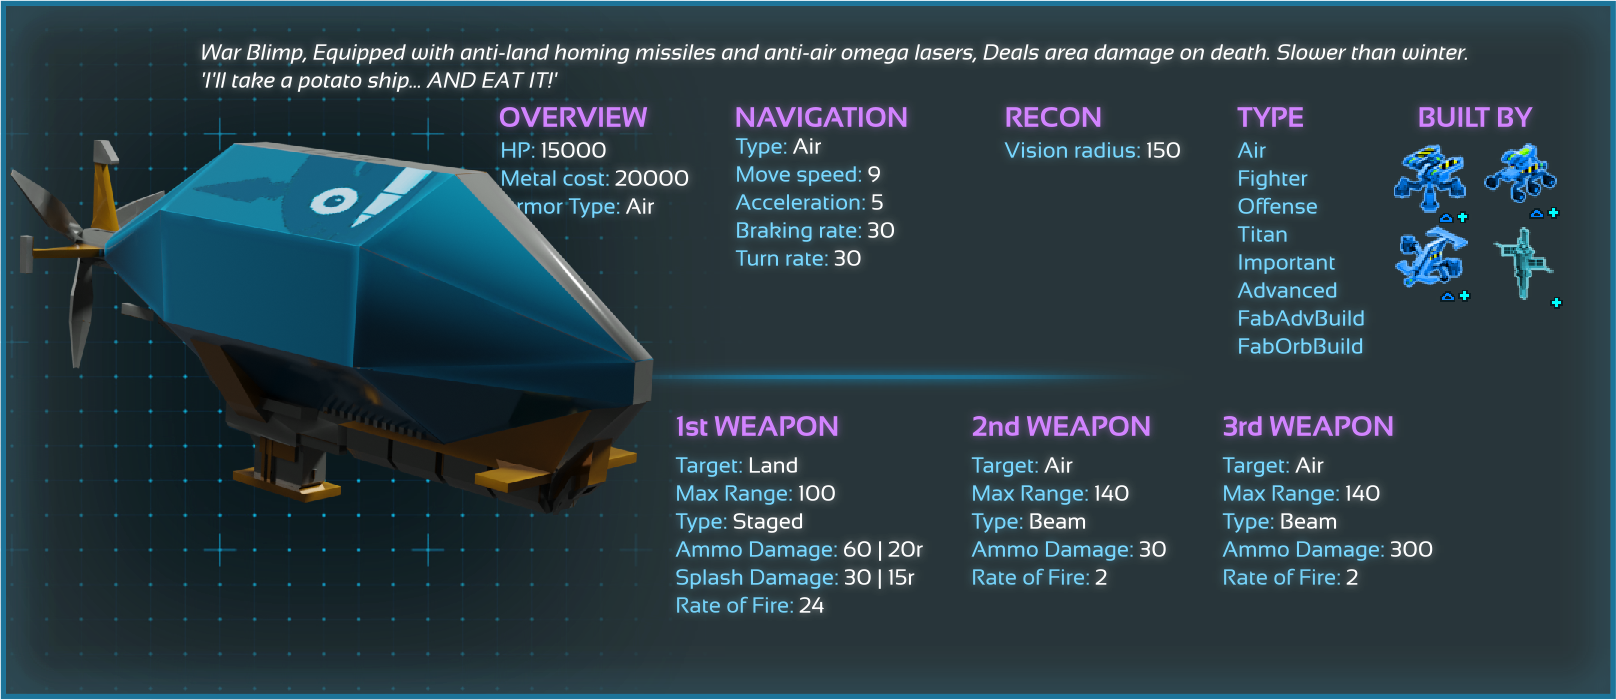 War Blimp, Equipped with anti-land homing missiles and anti-air omega lasers, Deals area damage on death. Slower than winter.
'I'll take a potato ship... AND EAT IT!'
OVERVIEW
HP: 15000
Metal cost: 20000
rmor Type: Air
NAVIGATION
Type: Air
Move speed: 9
Acceleration: 5
Braking rate: 30
Turn rate: 30
RECON
Vision radius: 150
TYPE
Air
Fighter
Offense
Titan
Important
Advanced
FabAdvBuild
FabOrbBuild
BUILT BY
1st WEAPON
Target: Land
Max Range: 100
Type: Staged
Ammo Damage: 60 | 20r
Splash Damage: 30 | 15r
Rate of Fire: 24
2nd WEAPON
Target: Air
Max Range: 140
Type: Beam
Ammo Damage: 30
Rate of Fire: 2
3rd WEAPON
Target: Air
Max Range: 140
Type: Beam
Ammo Damage: 300
Rate of Fire: 2